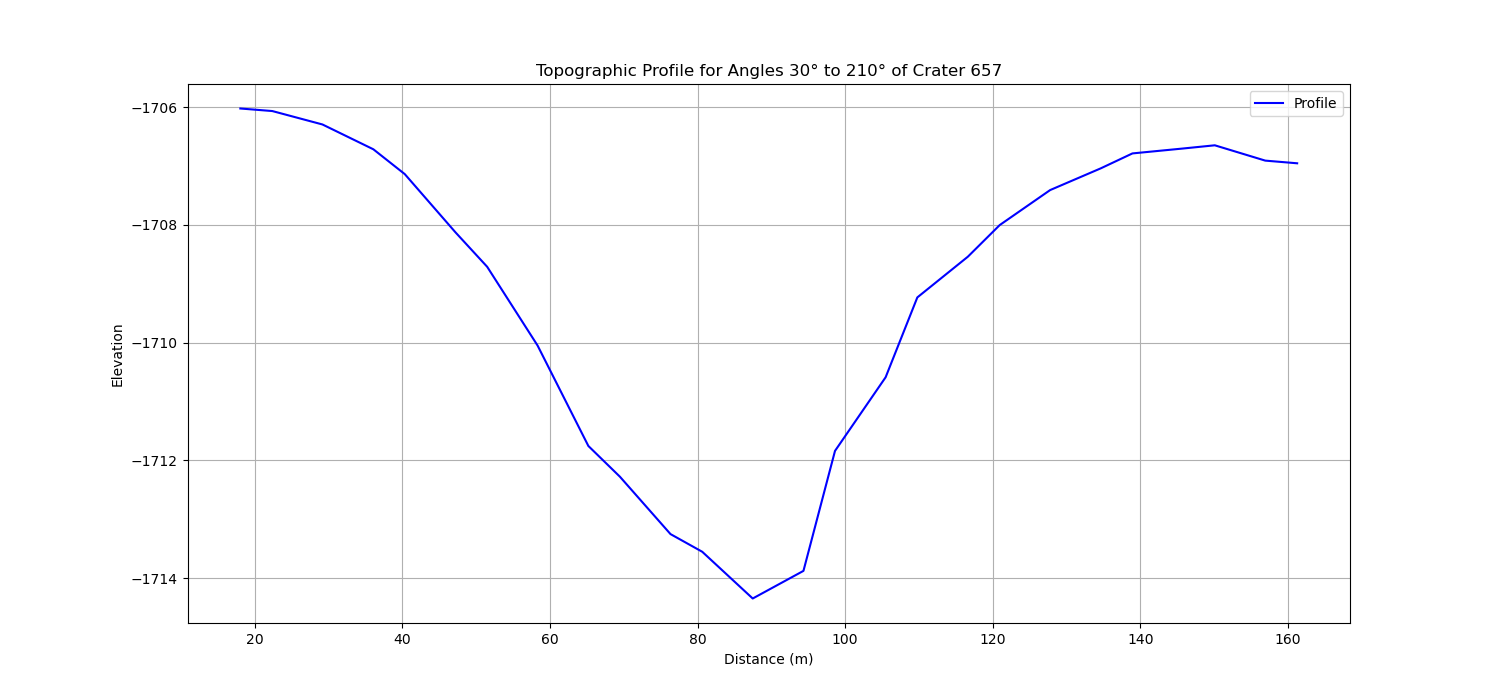 Topographic Profile for Angles 30° to 210° of Crater 657
Profile
−1706
−1708
−1710
−1712
−1714
Elevation
20 40 60 80 100 120 140 160
Distance (m)